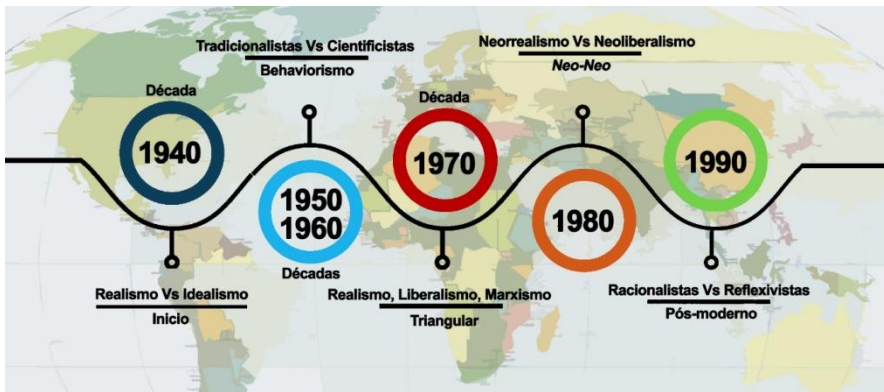 Década
1940
Realismo Vs Idealismo
Inicio
Tradicionalistas Vs Cientificistas
Behaviorismo
1950
1960
Décadas
Década
1970
Realismo, Liberalismo, Marxismo
Triangular
Neorrealismo Vs Neoliberalismo
Neo-Neo
1980
1990
Racionalistas Vs Reflexivistas
Pós-moderno